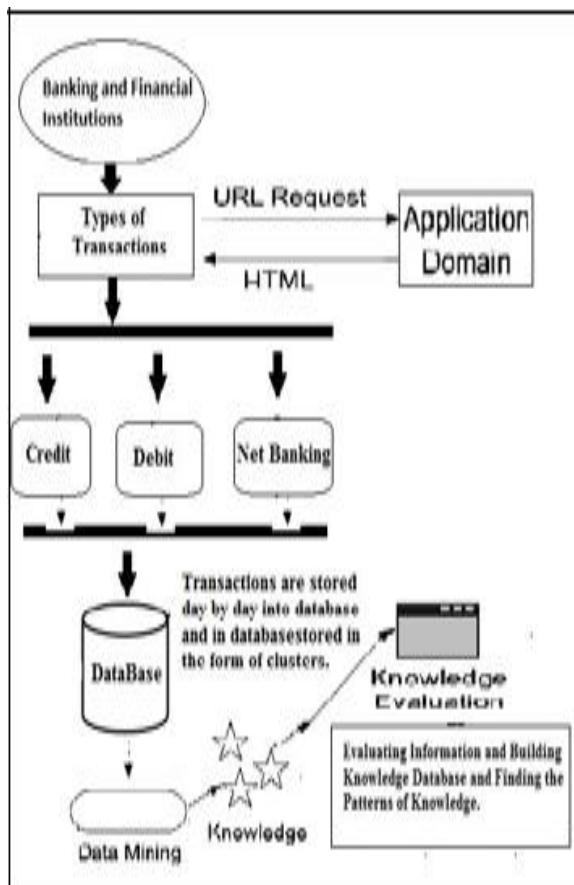 Banking and Financial
Institutions
Types of
Transactions
URL Request
HTML
Application
Domain
Credit
Debit
Net Banking
Transactions are stored
day by day into database
and in databasestored in
the form of clusters.
DataBase
Knowledge
Evaluation
Evaluating Information and Building
Knowledge Database and Finding the
Patterns of Knowledge.
Knowledge
Data Mining